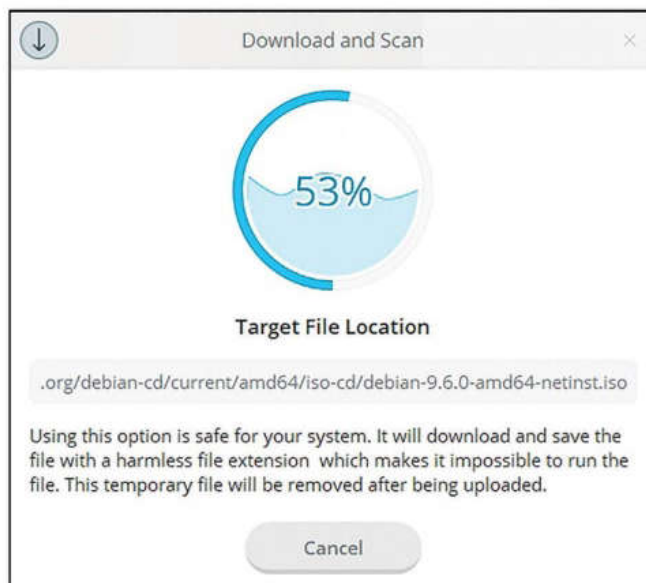 Download and Scan
53%
Target File Location
.org/debian-cd/current/amd64/iso-cd/debian-9.6.0-amd64-netinst.iso
Using this option is safe for your system. It will download and save the
file with a harmless file extension which makes it impossible to run the
file. This temporary file will be removed after being uploaded.
Cancel